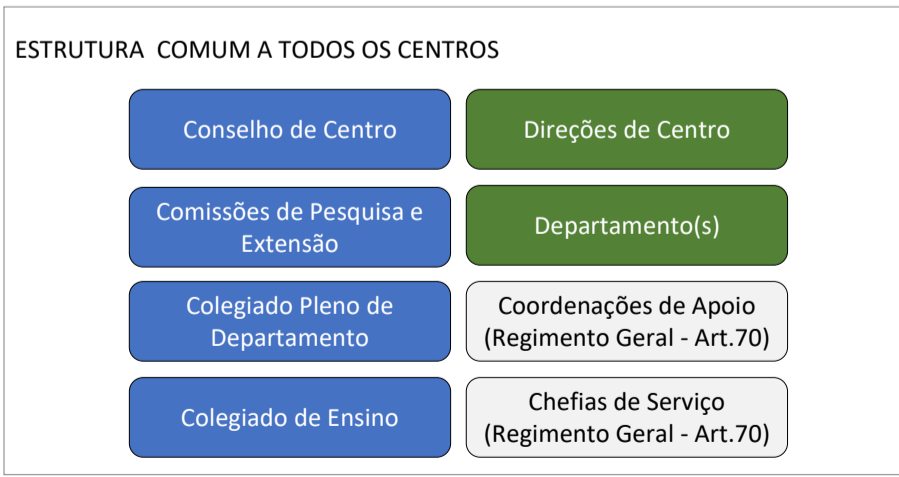 ESTRUTURA COMUM A TODOS OS CENTROS
Conselho de Centro
Direções de Centro
Comissões de Pesquisa e
Extensão
Departamento(s)
Colegiado Pleno de
Departamento
Coordenações de Apoio
(Regimento Geral - Art.70)
Colegiado de Ensino
Chefias de Serviço
(Regimento Geral - Art.70)